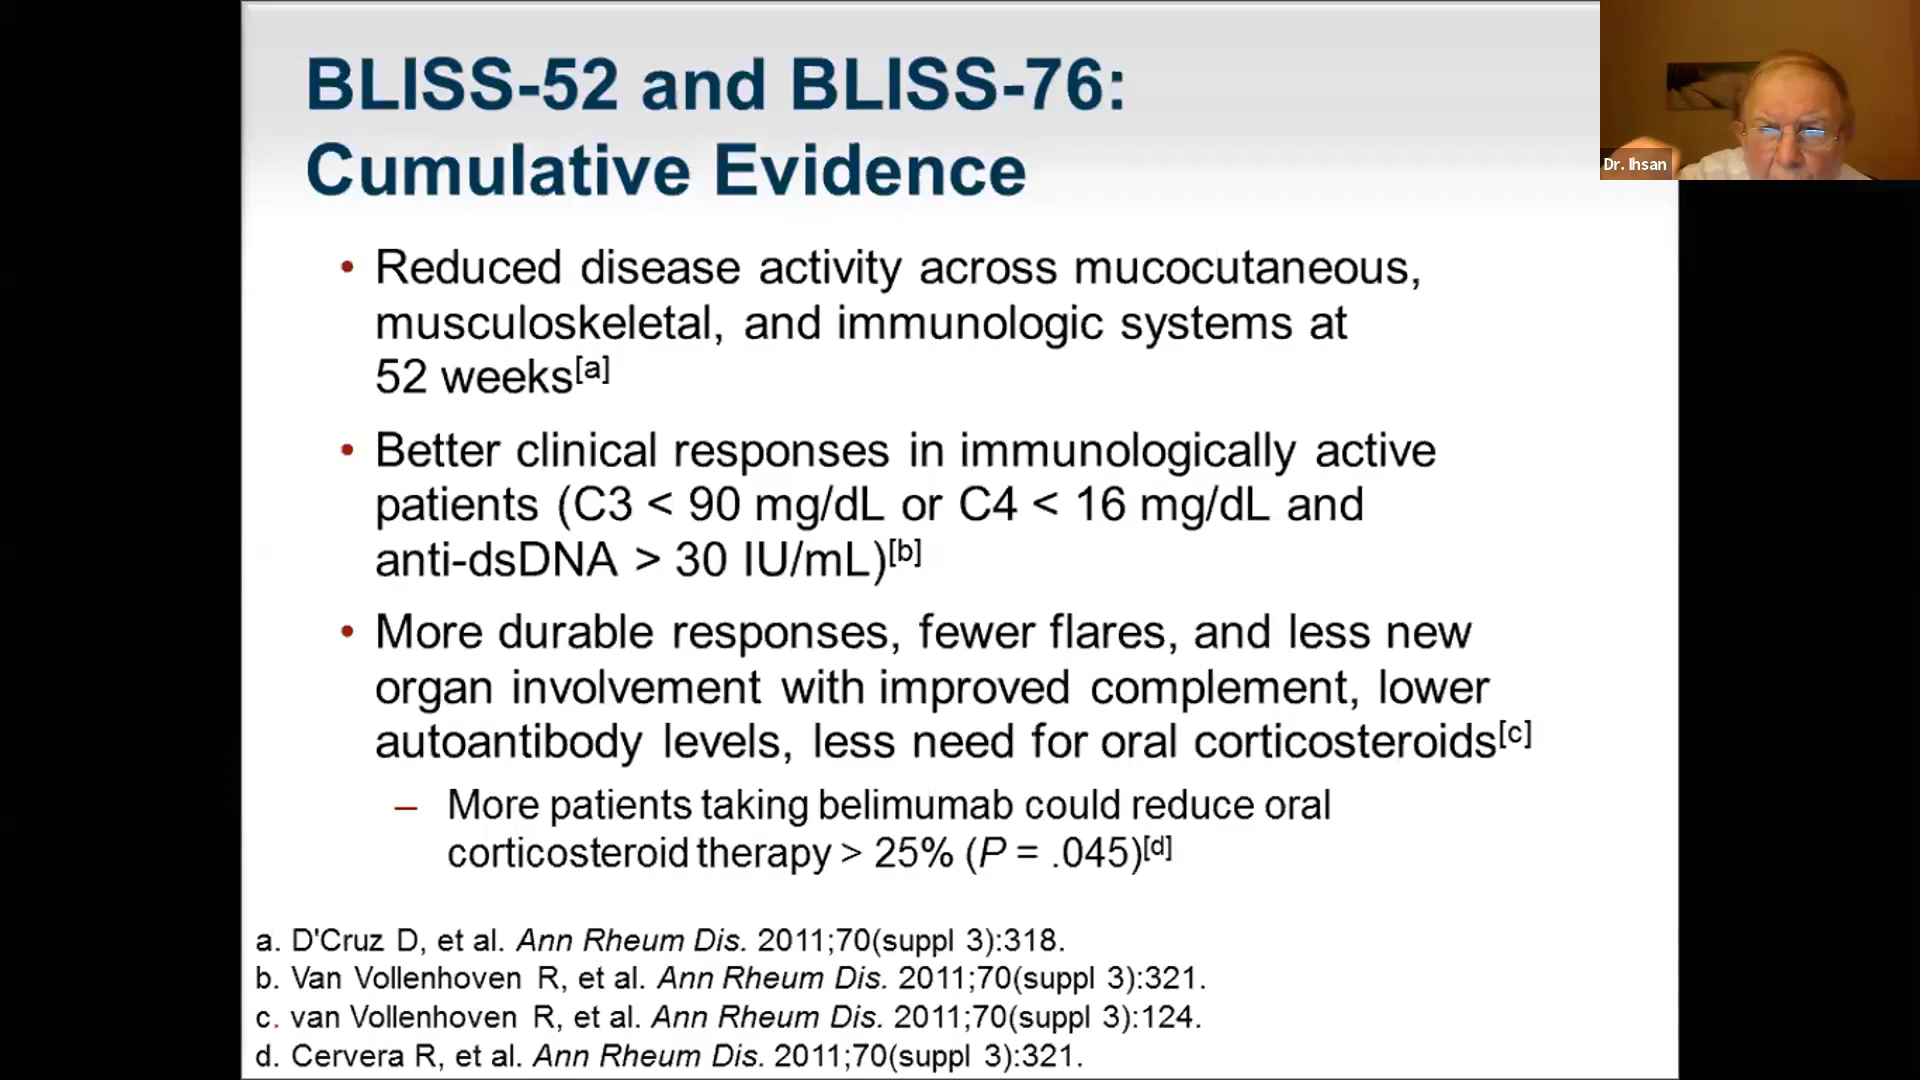 BLISS-52 and BLISS-76:
Cumulative Evidence
Dr. Ihsan
• Reduced disease activity across mucocutaneous,
musculoskeletal, and immunologic systems at
52 weeks[a]
• Better clinical responses in immunologically active
patients (C3 < 90 mg/dL or C4 < 16 mg/dL and
anti-dsDNA > 30 IU/mL)[b]
• More durable responses, fewer flares, and less new
organ involvement with improved complement, lower
autoantibody levels, less need for oral corticosteroids[c]
– More patients taking belimumab could reduce oral
corticosteroid therapy > 25% (P = .045)[d]
a. D'Cruz D, et al. Ann Rheum Dis. 2011;70(suppl 3):318.
b. Van Vollenhoven R, et al. Ann Rheum Dis. 2011;70(suppl 3):321.
c. van Vollenhoven R, et al. Ann Rheum Dis. 2011;70(suppl 3):124.
d. Cervera R, et al. Ann Rheum Dis. 2011;70(suppl 3):321.